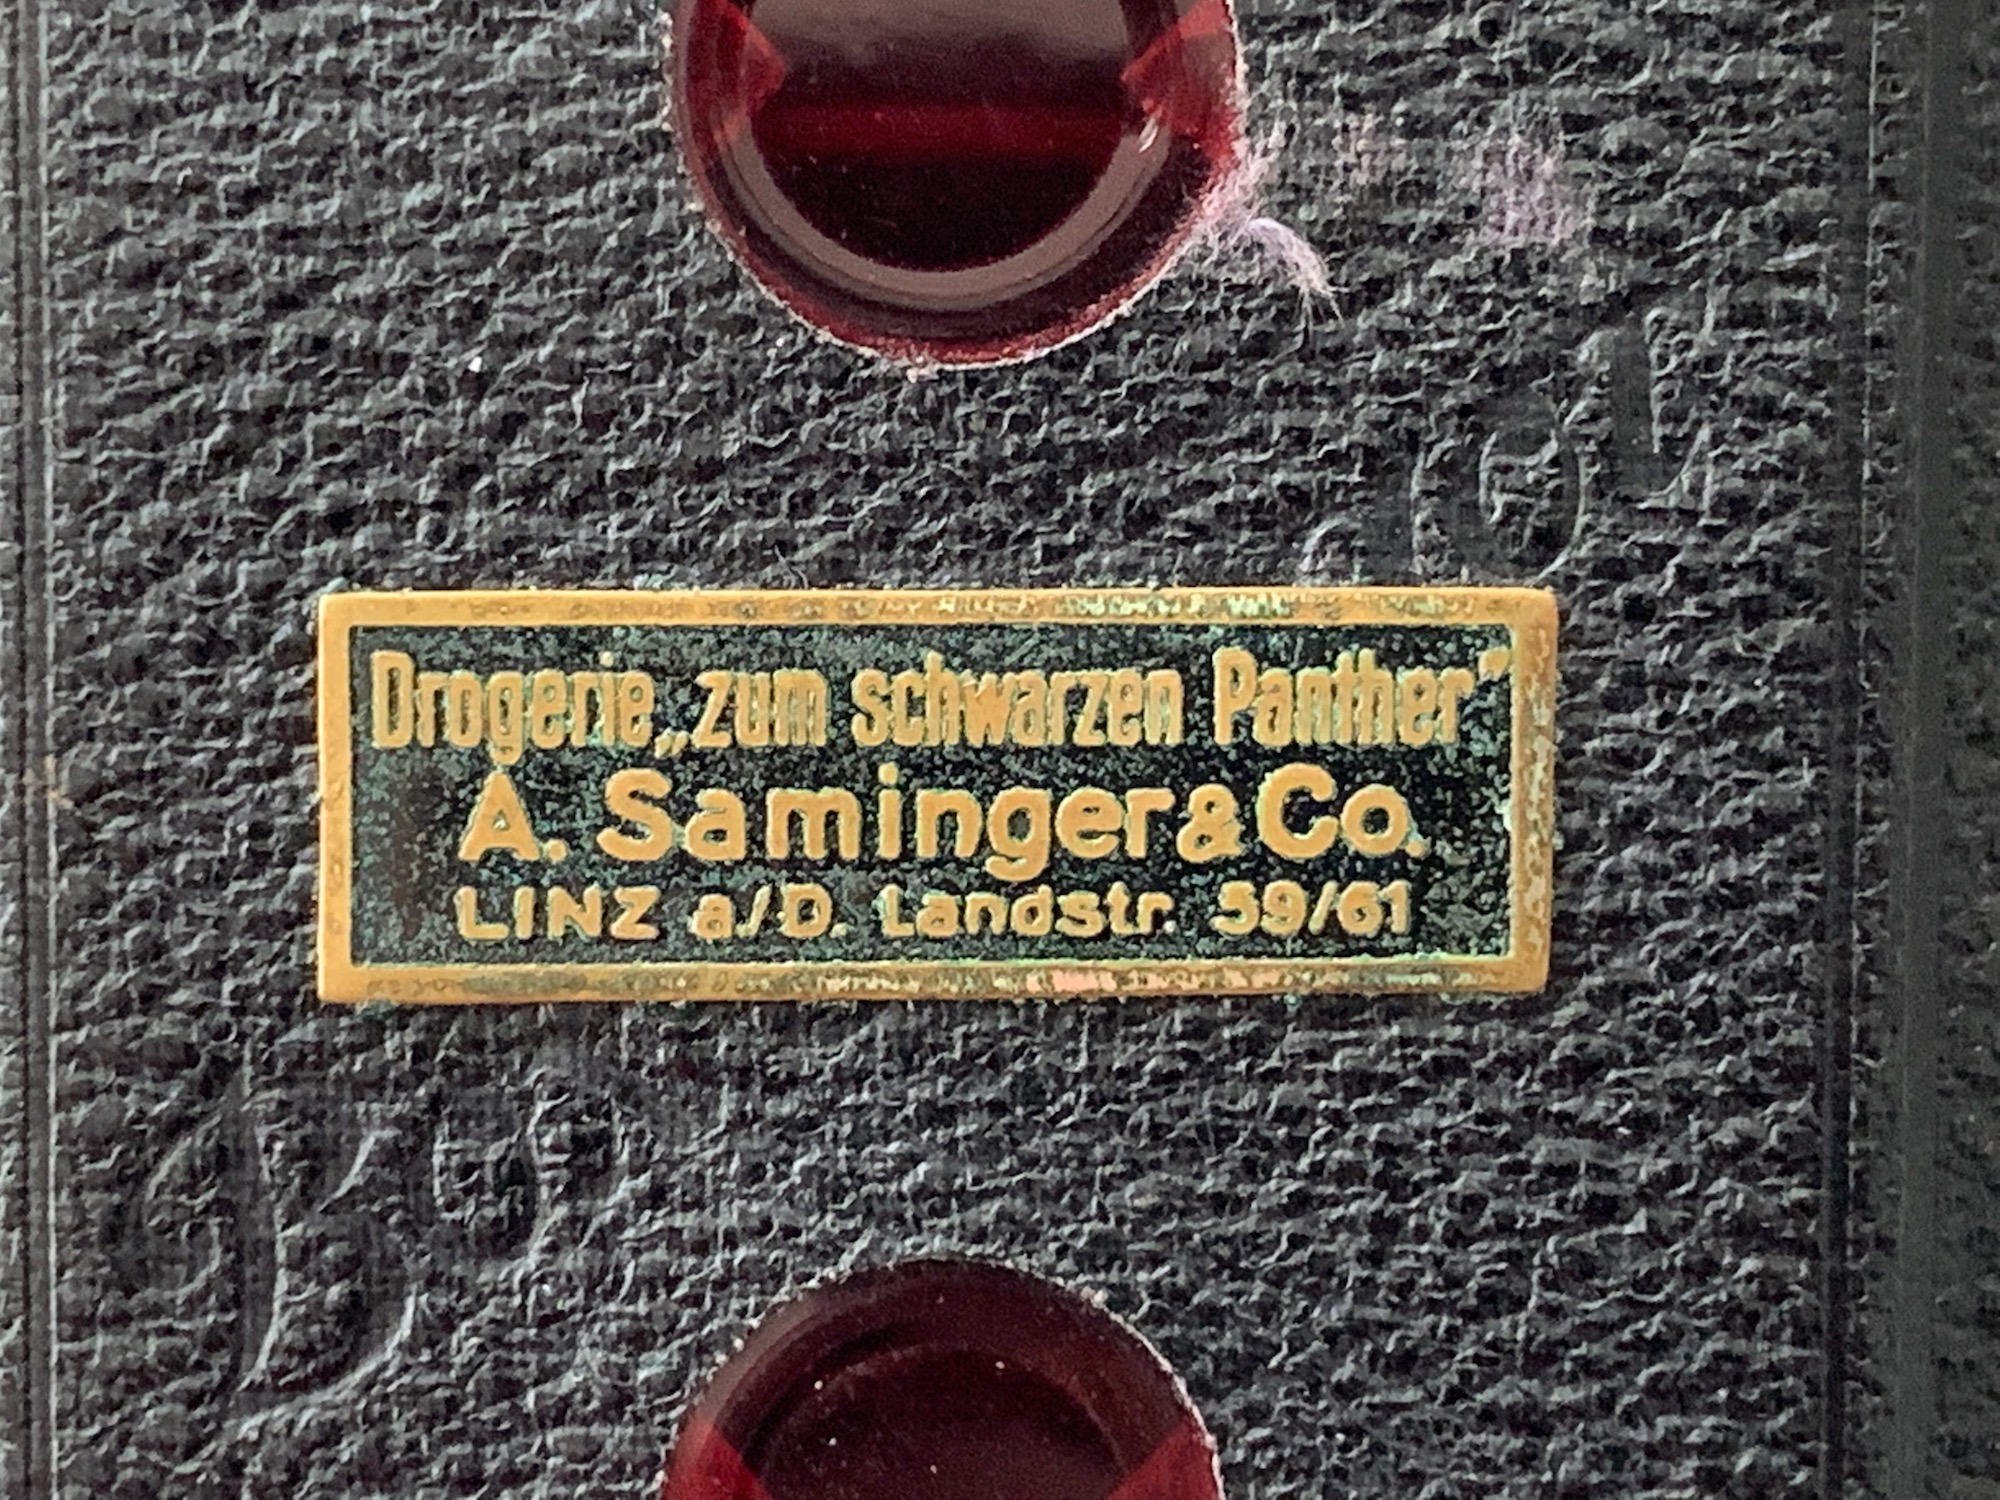 Drogerie „zum schwarzen Panther"
A. Saminger & Co.
LINZ a/D. Landstr. 59/61